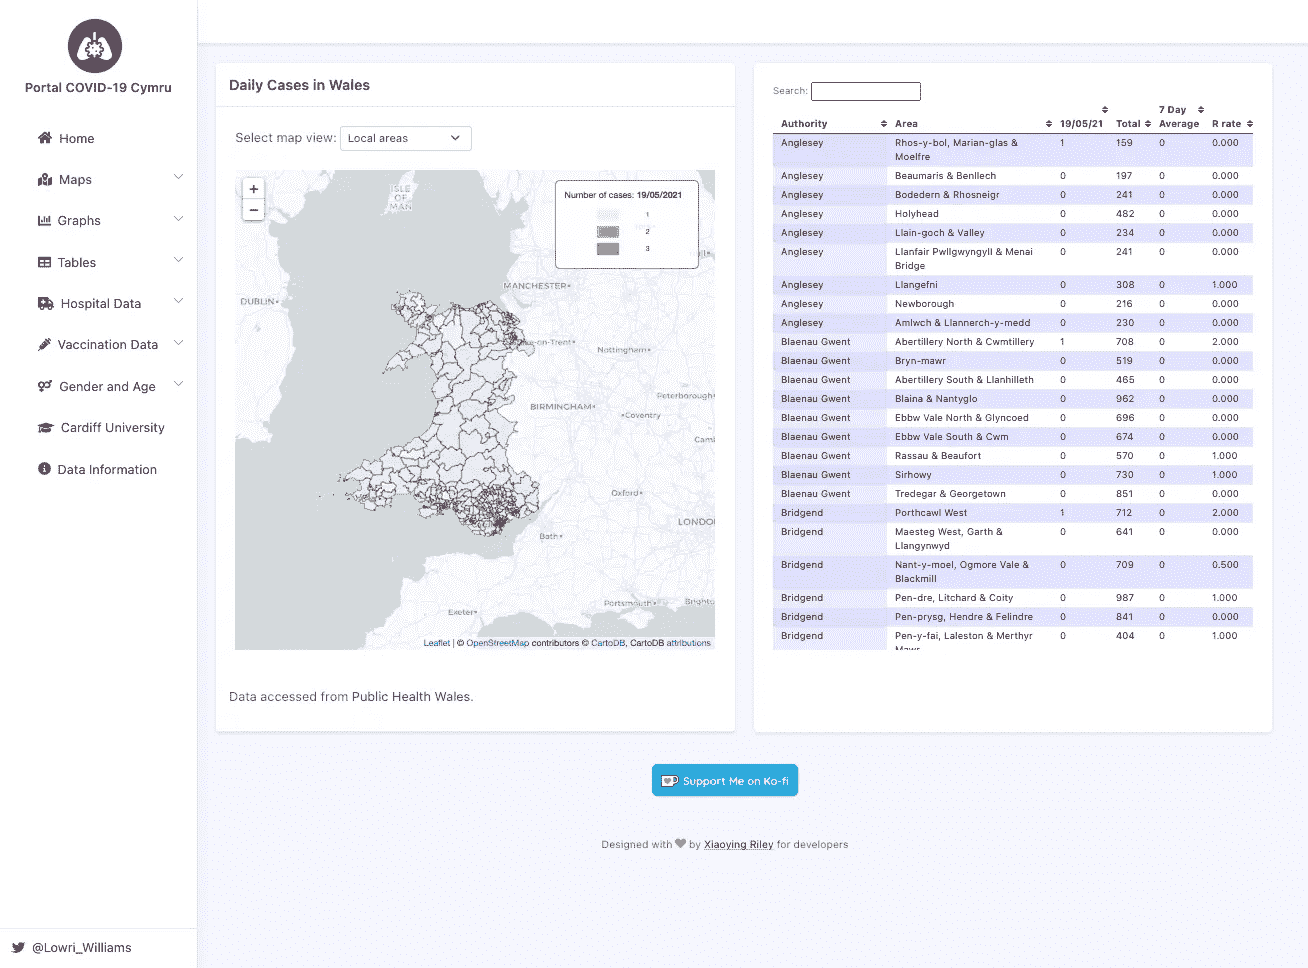 Portal COVID-19 Cymru
Home
Maps
Graphs
Tables
Hospital Data
Vaccination Data
Gender and Age
Cardiff University
Data Information
@Lowri_Williams
Daily Cases in Wales
Select map view: Local areas
+
−
Number of cases: 19/05/2021
1
2
3
ISLE
OF
MAN
DUBLIN
MANCHESTER
ke-on-Trent
Nottingham
Peterborough
BIRMINGHAM
Coventry
Cam
Oxford
LONDO
Bath
Exeter
Portsmouth
Brighto
Leaflet | © OpenStreetMap contributors © CartoDB, CartoDB attributions
Data accessed from Public Health Wales.
Search:
Authority Area 19/05/21 Total 7 Day Average R rate
Anglesey Rhos-y-bol, Marian-glas & Moelfre 1 159 0 0.000
Anglesey Beaumaris & Benllech 0 197 0 0.000
Anglesey Bodedern & Rhosneigr 0 241 0 0.000
Anglesey Holyhead 0 482 0 0.000
Anglesey Llain-goch & Valley 0 234 0 0.000
Anglesey Llanfair Pwllgwyngyll & Menai Bridge 0 241 0 0.000
Anglesey Llangefni 0 308 0 1.000
Anglesey Newborough 0 216 0 0.000
Anglesey Amlwch & Llannerch-y-medd 0 230 0 0.000
Blaenau Gwent Abertillery North & Cwmtillery 1 708 0 2.000
Blaenau Gwent Bryn-mawr 0 519 0 0.000
Blaenau Gwent Abertillery South & Llanhilleth 0 465 0 0.000
Blaenau Gwent Blaina & Nantyglo 0 962 0 0.000
Blaenau Gwent Ebbw Vale North & Glyncoed 0 696 0 0.000
Blaenau Gwent Ebbw Vale South & Cwm 0 674 0 0.000
Blaenau Gwent Rassau & Beaufort 0 570 0 1.000
Blaenau Gwent Sirhowy 0 730 0 1.000
Blaenau Gwent Tredegar & Georgetown 0 851 0 0.000
Bridgend Porthcawl West 1 712 0 2.000
Bridgend Maesteg West, Garth & Llangynwyd 0 641 0 0.000
Bridgend Nant-y-moel, Ogmore Vale & Blackmill 0 709 0 0.500
Bridgend Pen-dre, Litchard & Coity 0 987 0 1.000
Bridgend Pen-prysg, Hendre & Felindre 0 841 0 0.000
Bridgend Pen-y-fai, Laleston & Merthyr Mawr 0 404 0 1.000
Support Me on Ko-fi
Designed with by Xiaoying Riley for developers